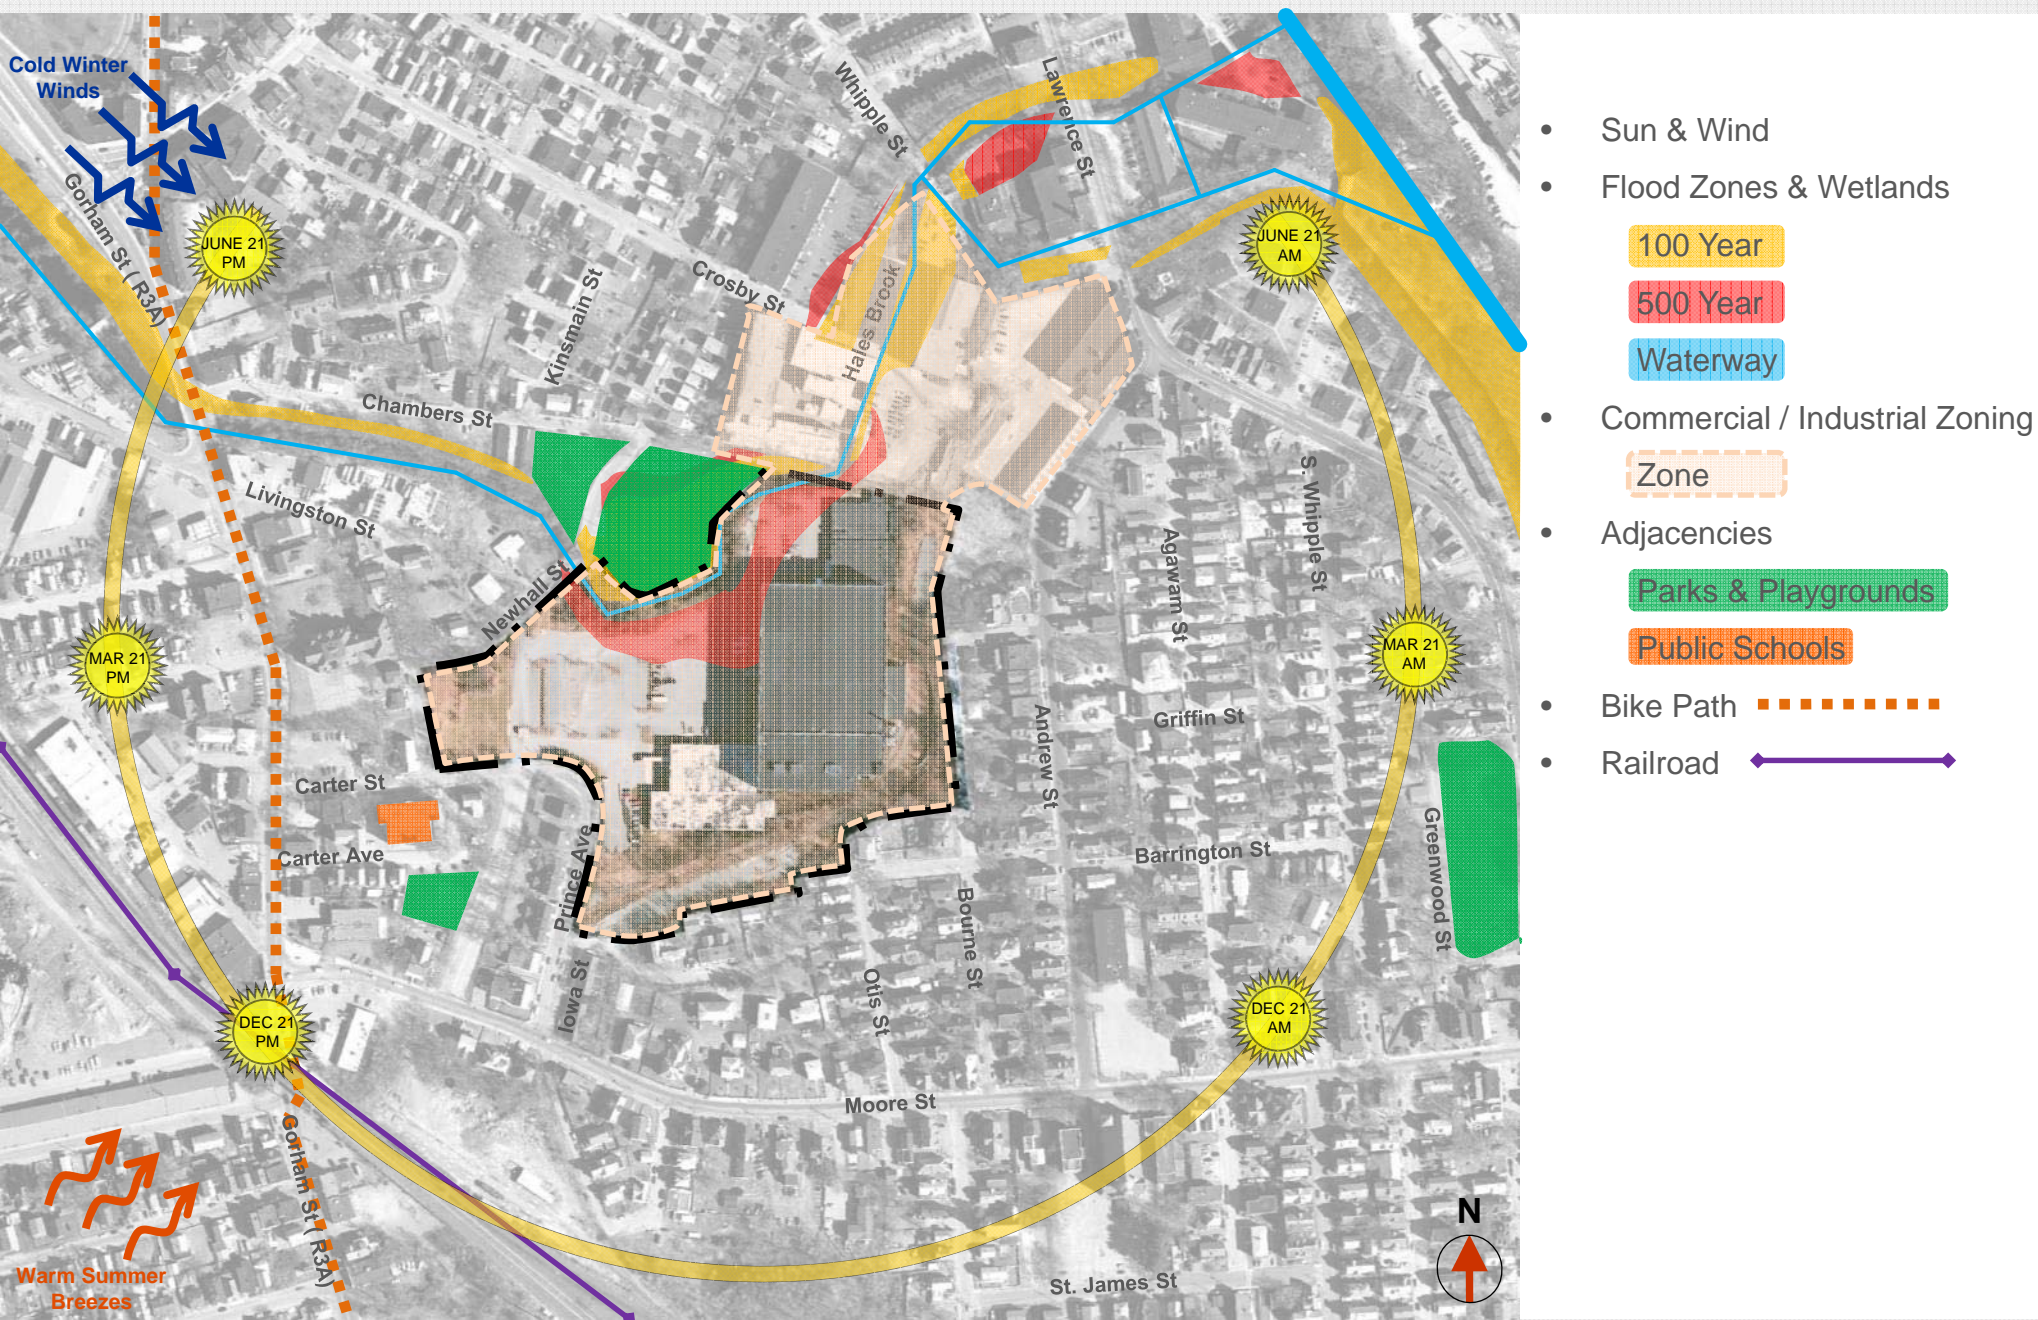 Cold Winter
Winds
Whipple St
Lawrence St
Gorham St ( R3A)
JUNE 21
PM
JUNE 21
AM
Kinsmain St
Crosby St
Hales Brook
Chambers St
Livingston St
Newhall St
S. Whipple St
Agawam St
MAR 21
PM
MAR 21
AM
Griffin St
Andrew St
Carter St
Carter Ave
Prince Ave
Barrington St
Greenwood St
Bourne St
Otis St
Iowa St
DEC 21
PM
DEC 21
AM
Moore St
Gorham St ( R3A)
Warm Summer
Breezes
St. James St
N
• Sun & Wind
• Flood Zones & Wetlands
100 Year
500 Year
Waterway
• Commercial / Industrial Zoning
Zone
• Adjacencies
Parks & Playgrounds
Public Schools
• Bike Path
• Railroad